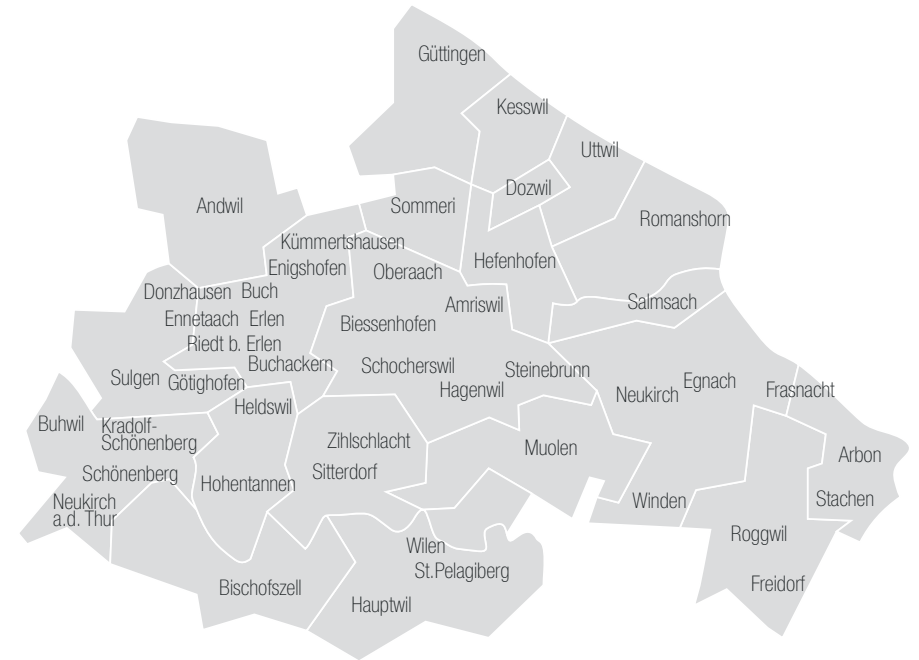 Güttingen
Kesswil
Uttwil
Dozwil
Andwil
Sommeri
Romanshorn
Kümmertshausen
Enigshofen
Oberaach
Hefenhofen
Donzhausen
Buch
Amriswil
Salmsach
Ennetaach
Erlen
Biessenhofen
Riedt b. Erlen
Buchackern
Schocherswil
Steinebrunn
Sulgen
Götighofen
Hagenwil
Neukirch
Egnach
Frasnacht
Heldswil
Buhwil
Kradolf-
Schönenberg
Zihlschlacht
Muolen
Arbon
Schönenberg
Hohentannen
Sitterdorf
Neukirch
a.d. Thur
Winden
Stachen
Roggwil
Wilen
St.Pelagiberg
Bischofszell
Freidorf
Hauptwil